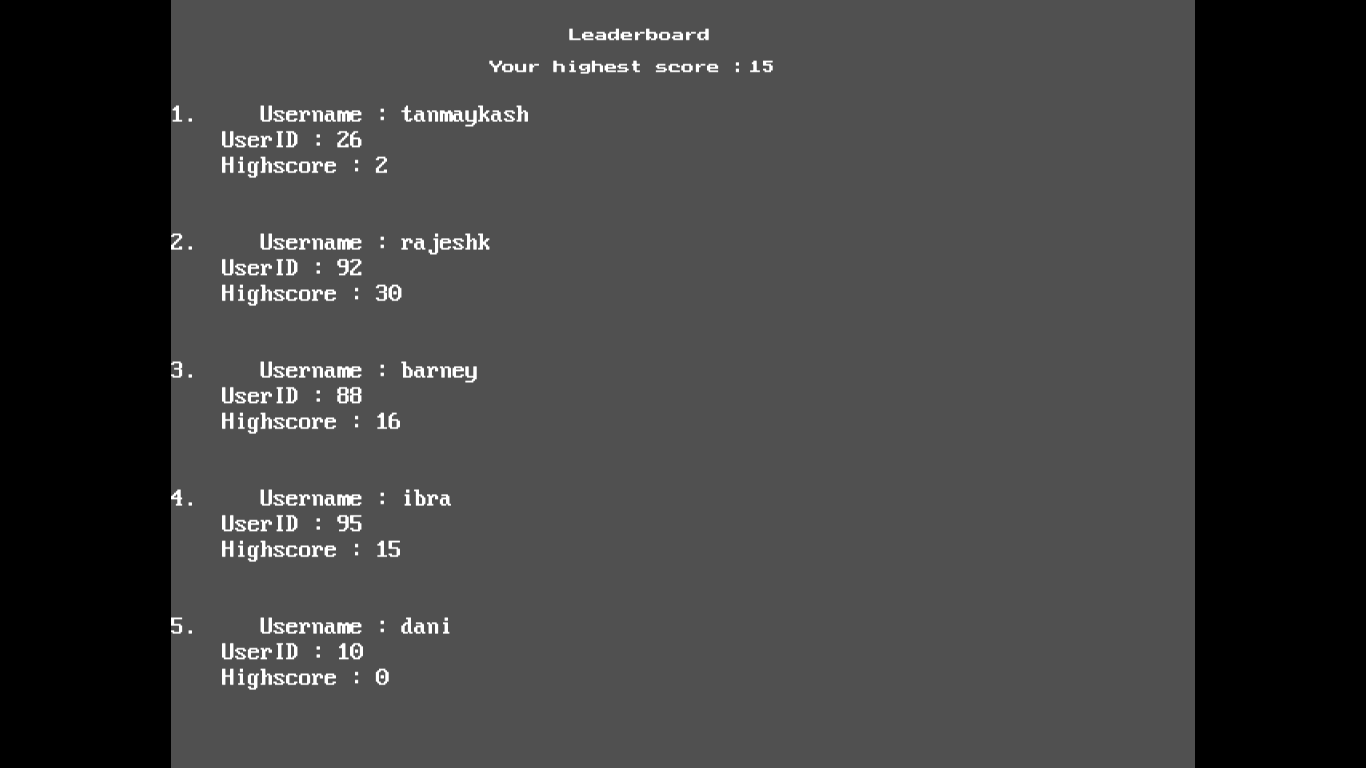 Leaderboard
Your highest score : 15
1. Username : tanmaykash
UserID : 26
Highscore : 2
2. Username : rajeshk
UserID : 92
Highscore : 30
3. Username : barney
UserID : 88
Highscore : 16
4. Username : ibra
UserID : 95
Highscore : 15
5. Username : dani
UserID : 10
Highscore : 0